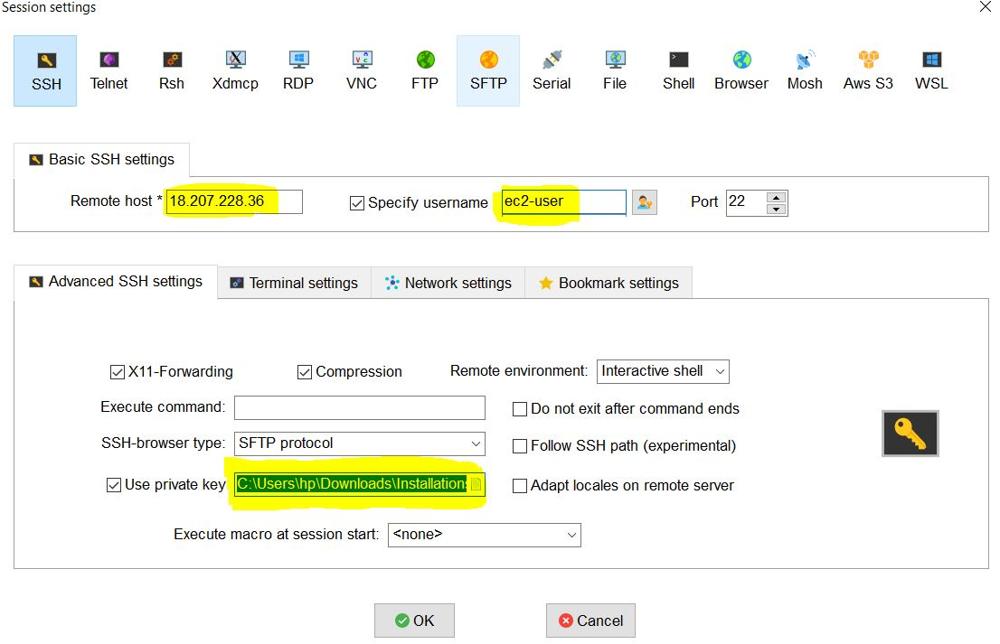 Session settings
SSH Telnet Rsh Xdmcp RDP VNC FTP SFTP Serial File Shell Browser Mosh Aws S3 WSL
Basic SSH settings
Remote host * 18.207.228.36 Specify username ec2-user Port 22
Advanced SSH settings Terminal settings Network settings Bookmark settings
X11-Forwarding Compression Remote environment: Interactive shell
Execute command: Do not exit after command ends
SSH-browser type: SFTP protocol Follow SSH path (experimental)
Use private key C:\Users\hp\Downloads\Installations Adapt locales on remote server
Execute macro at session start: <none>
OK Cancel